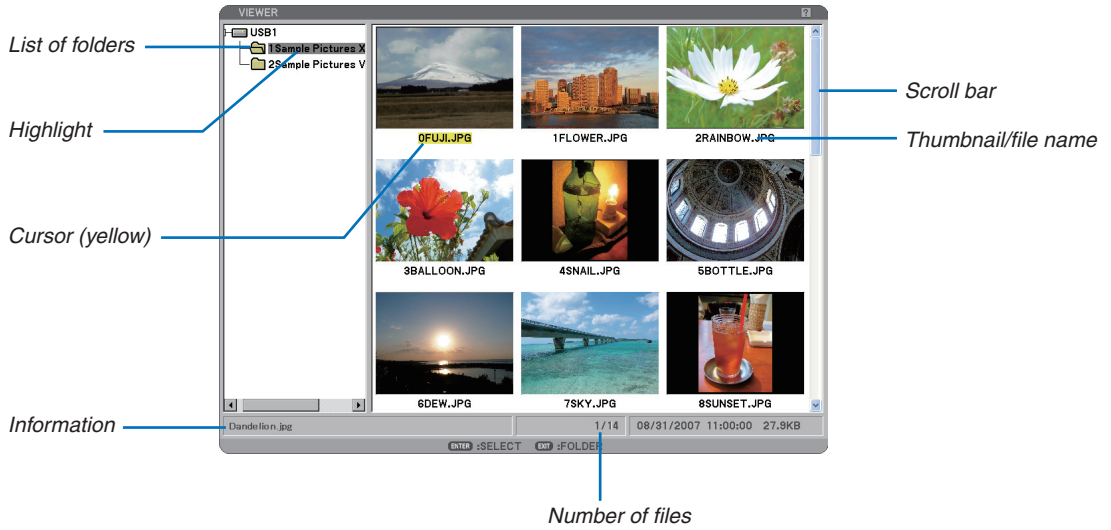 VIEWER
?
List of folders
USB1
1Sample Pictures X
2Sample Pictures V
Scroll bar
Highlight
0FUJI.JPG
1FLOWER.JPG
2RAINBOW.JPG
Thumbnail/file name
Cursor (yellow)
3BALLOON.JPG
4SNAIL.JPG
5BOTTLE.JPG
6DEW.JPG
7SKY.JPG
8SUNSET.JPG
Information
Dandelion.jpg
1/14
08/31/2007 11:00:00 27.9KB
ENTER :SELECT EXIT :FOLDER
Number of files